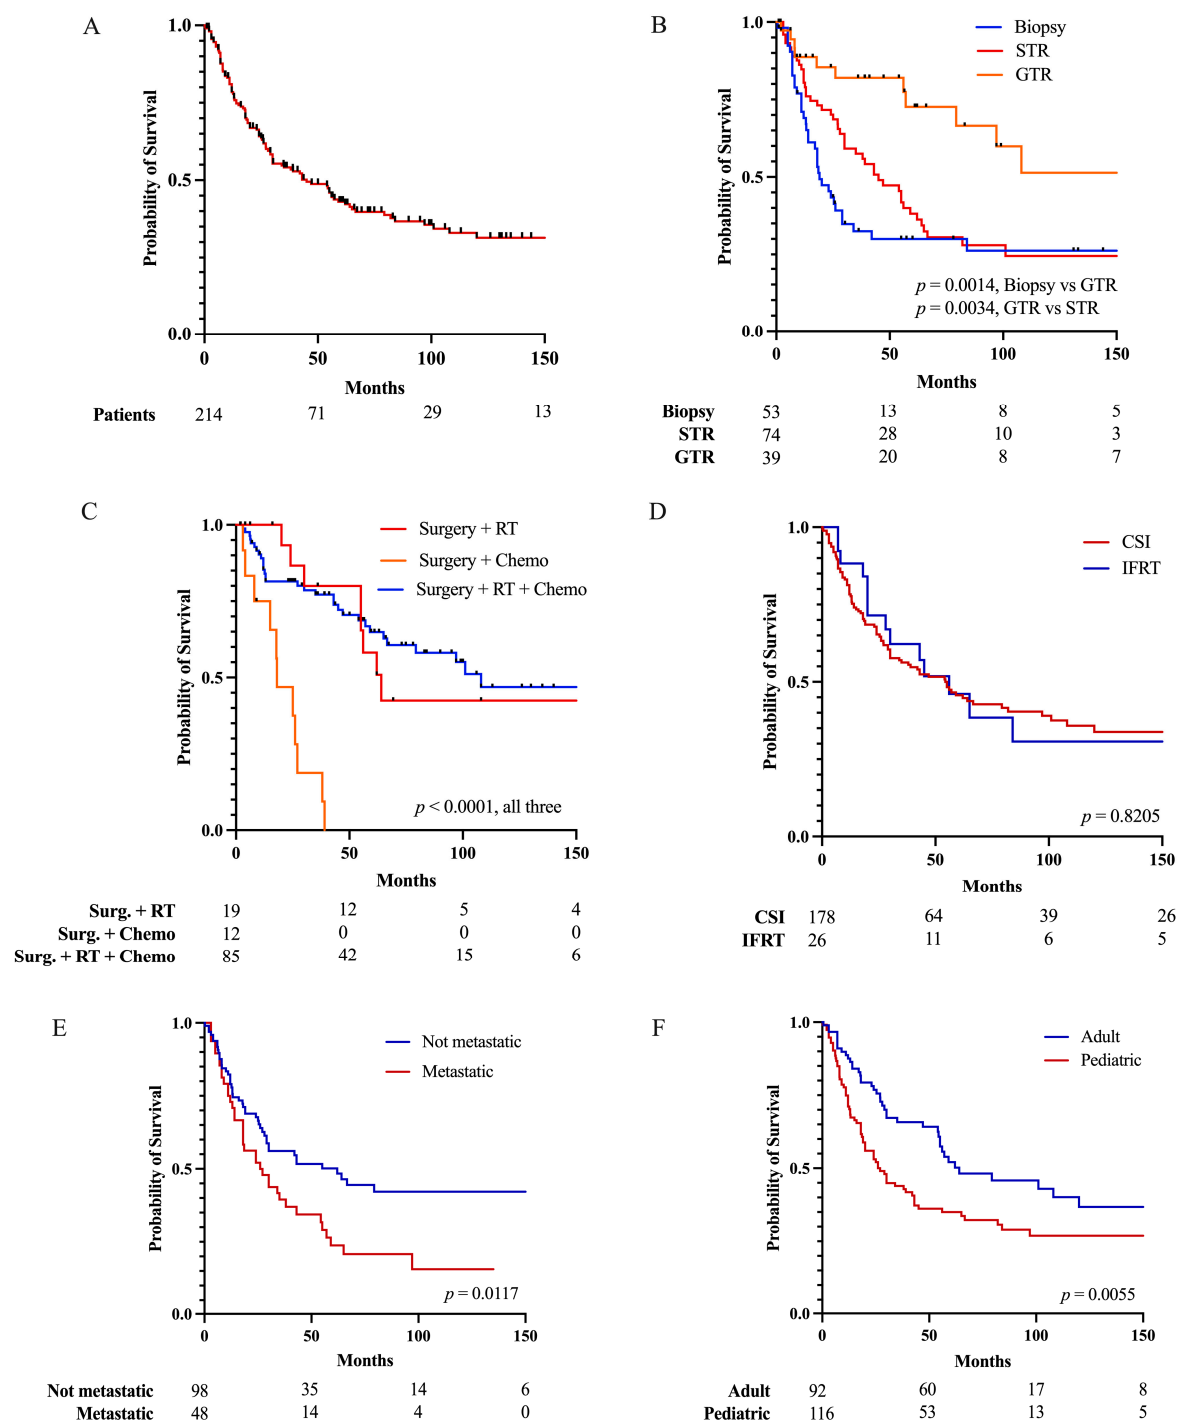 A
1.0
0.5
0.0
Probability of Survival
0 50 100 150
Months
Patients 214 71 29 13
B
Biopsy
STR
GTR
1.0
0.5
0.0
Probability of Survival
p = 0.0014, Biopsy vs GTR
p = 0.0034, GTR vs STR
0 50 100 150
Months
Biopsy 53 13 8 5
STR 74 28 10 3
GTR 39 20 8 7
C
Surgery + RT
Surgery + Chemo
Surgery + RT + Chemo
1.0
0.5
0.0
Probability of Survival
p < 0.0001, all three
0 50 100 150
Months
Surg. + RT 19 12 5 4
Surg. + Chemo 12 0 0 0
Surg. + RT + Chemo 85 42 15 6
D
CSI
IFRT
1.0
0.5
0.0
Probability of Survival
p = 0.8205
0 50 100 150
Months
CSI 178 64 39 26
IFRT 26 11 6 5
E
Not metastatic
Metastatic
1.0
0.5
0.0
Probability of Survival
p = 0.0117
0 50 100 150
Months
Not metastatic 98 35 14 6
Metastatic 48 14 4 0
F
Adult
Pediatric
1.0
0.5
0.0
Probability of Survival
p = 0.0055
0 50 100 150
Months
Adult 92 60 17 8
Pediatric 116 53 13 5